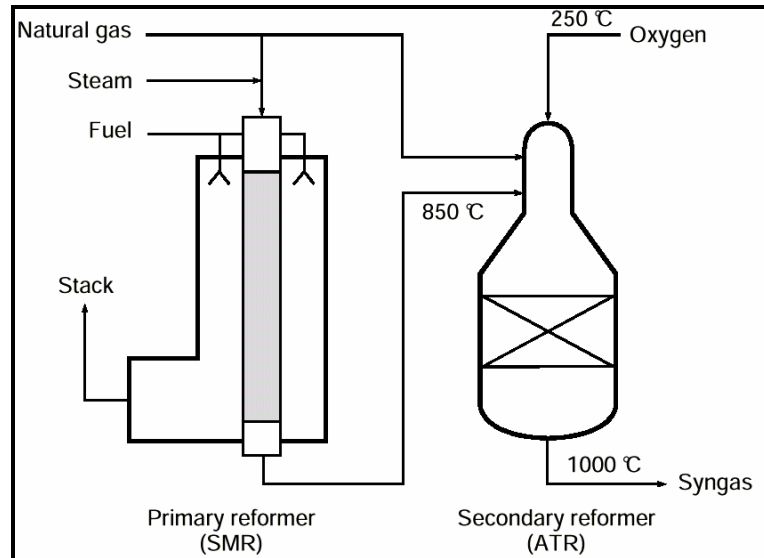 Natural gas
Steam
Fuel
Stack
250 °C
Oxygen
850 °C
1000 °C
Syngas
Primary reformer
(SMR)
Secondary reformer
(ATR)